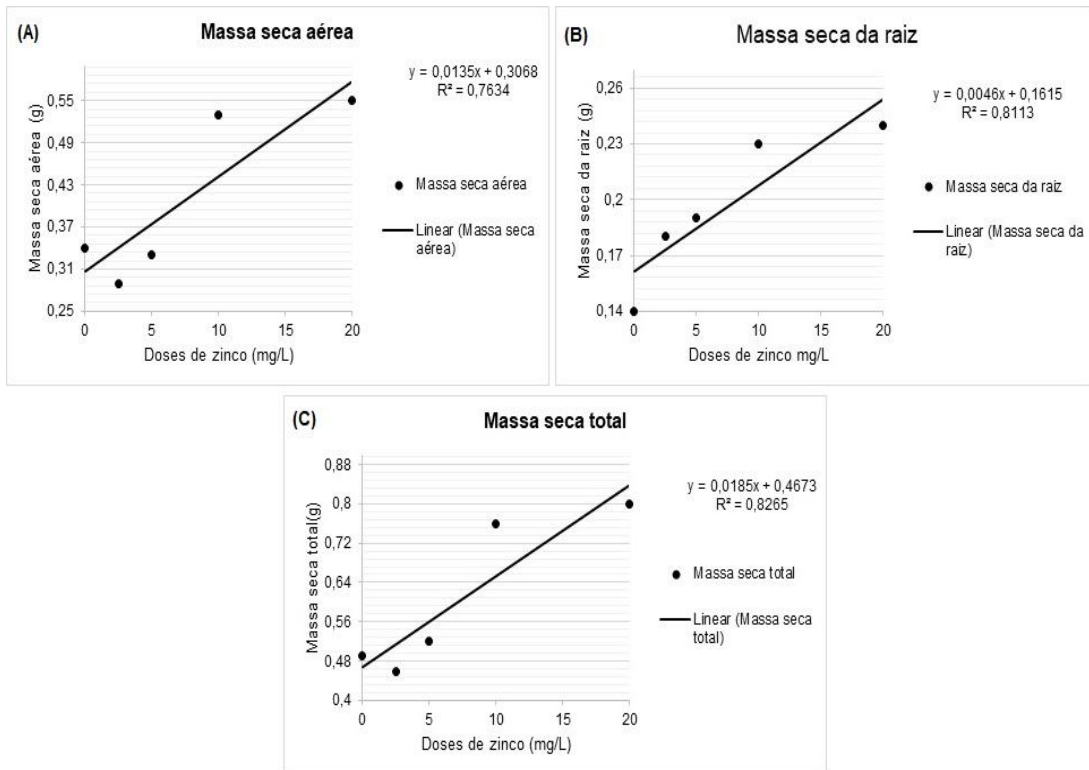 (A)
Massa seca aérea
y = 0,0135x + 0,3068
R² = 0,7634
Massa seca aérea (g)
0,55
0,49
0,43
0,37
0,31
0,25
0
5
10
15
20
Doses de zinco (mg/L)
Massa seca aérea
Linear (Massa seca
aérea)
(B)
Massa seca da raiz
y = 0,0046x + 0,1615
R² = 0,8113
Massa seca da raiz (g)
0,26
0,23
0,2
0,17
0,14
0
5
10
15
20
Doses de zinco mg/L
Massa seca da raiz
Linear (Massa seca da
raiz)
(C)
Massa seca total
y = 0,0185x + 0,4673
R² = 0,8265
Massa seca total(g)
0,88
0,8
0,72
0,64
0,56
0,48
0,4
0
5
10
15
20
Doses de zinco (mg/L)
Massa seca total
Linear (Massa seca
total)